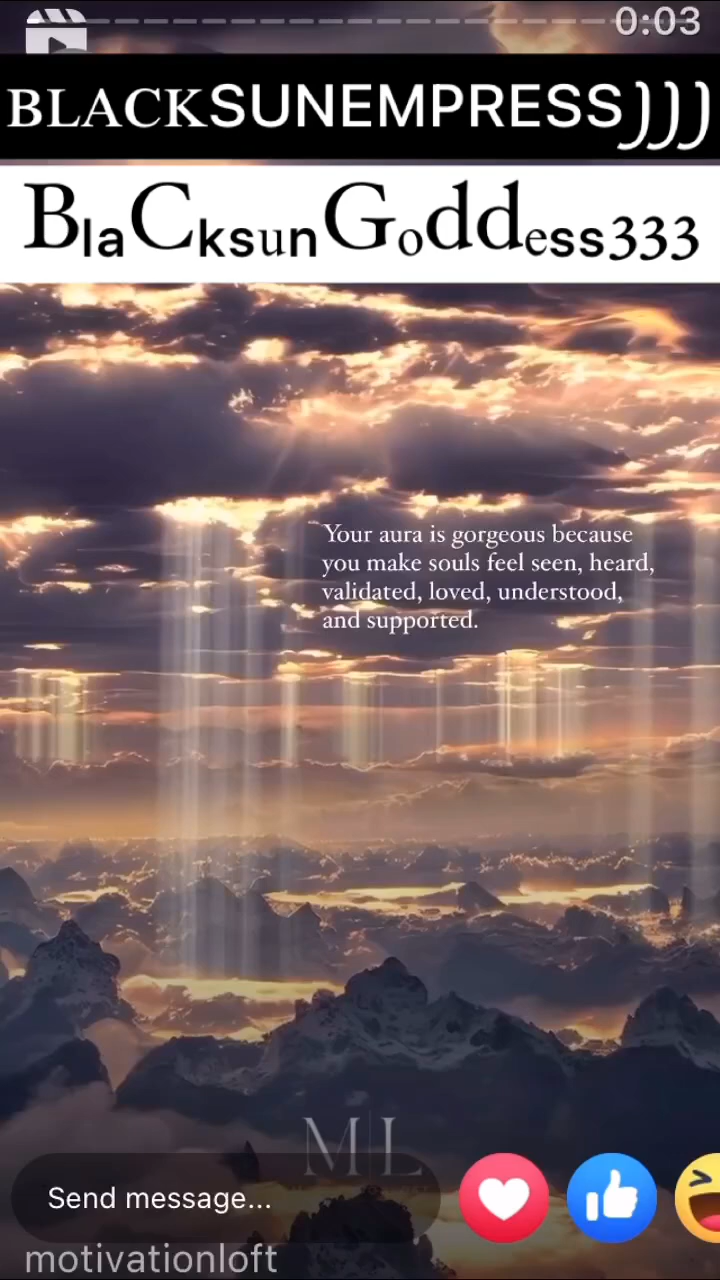 0:03
BLACKSUNEMPRESS)))
BlaCksunGoddess333
Your aura is gorgeous because
you make souls feel seen, heard,
validated, loved, understood,
and supported.
M|L
Send message...
motivationloft